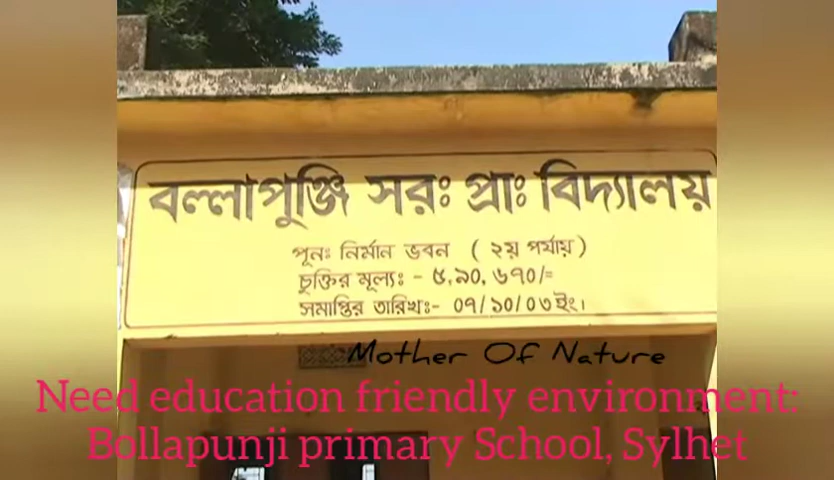 বল্লাপুঞ্জি সরঃ প্রাঃ বিদ্যালয়
পূনঃ নির্মান ভবন ( ২য় পর্যায় )
চুক্তির মূল্যঃ - ৫,৯০, ৬৭০/=
সমাপ্তির তারিখঃ- ০৭/১০/০৩ইং।
Mother Of Nature
Need education friendly environment:
Bollapunji primary School, Sylhet